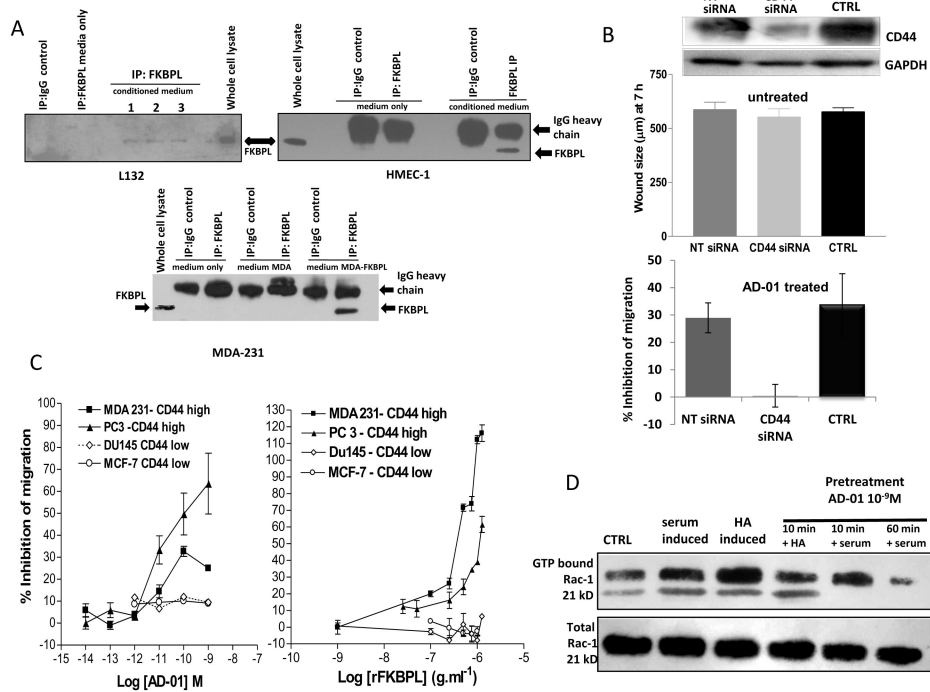 A
IP:IgG control
IP:FKBPL media only
IP: FKBPL
conditioned medium
1 2 3
Whole cell lysate
FKBPL
L132
Whole cell lysate
IP:IgG control
IP: FKBPL
medium only
IP:IgG control
FKBPL IP
conditioned medium
IgG heavy
chain
FKBPL
HMEC-1
Whole cell lysate
IP:IgG control
IP: FKBPL
IP:IgG control
IP: FKBPL
IP:IgG control
IP: FKBPL
medium only medium MDA medium MDA-FKBPL
FKBPL
IgG heavy
chain
FKBPL
MDA-231
B
siRNA siRNA CTRL
CD44
GAPDH
untreated
Wound size (μm) at 7 h
750
500
250
0
NT siRNA CD44 siRNA CTRL
AD-01 treated
% Inhibition of migration
50
40
30
20
10
0
-10
NT siRNA CD44 CTRL
siRNA
C
MDA 231- CD44 high
PC3 -CD44 high
Du145 CD44 low
MCF-7 CD44 low
% Inhibition of migration
100
90
80
70
60
50
40
30
20
10
0
-10
-15 -14 -13 -12 -11 -10 -9 -8 -7
Log [AD-01] M
MDA 231- CD44 high
PC 3 - CD44 high
Du145 - CD44 low
MCF-7 - CD44 low
130
120
110
100
90
80
70
60
50
40
30
20
10
0
-10
-10 -9 -8 -7 -6 -5
Log [rFKBPL] (g.ml-1)
D
Pretreatment
AD-01 10-9M
CTRL
serum
induced
HA
induced
10 min
+ HA
10 min
+ serum
60 min
+ serum
GTP bound
Rac-1
21 kD
Total
Rac-1
21 kD